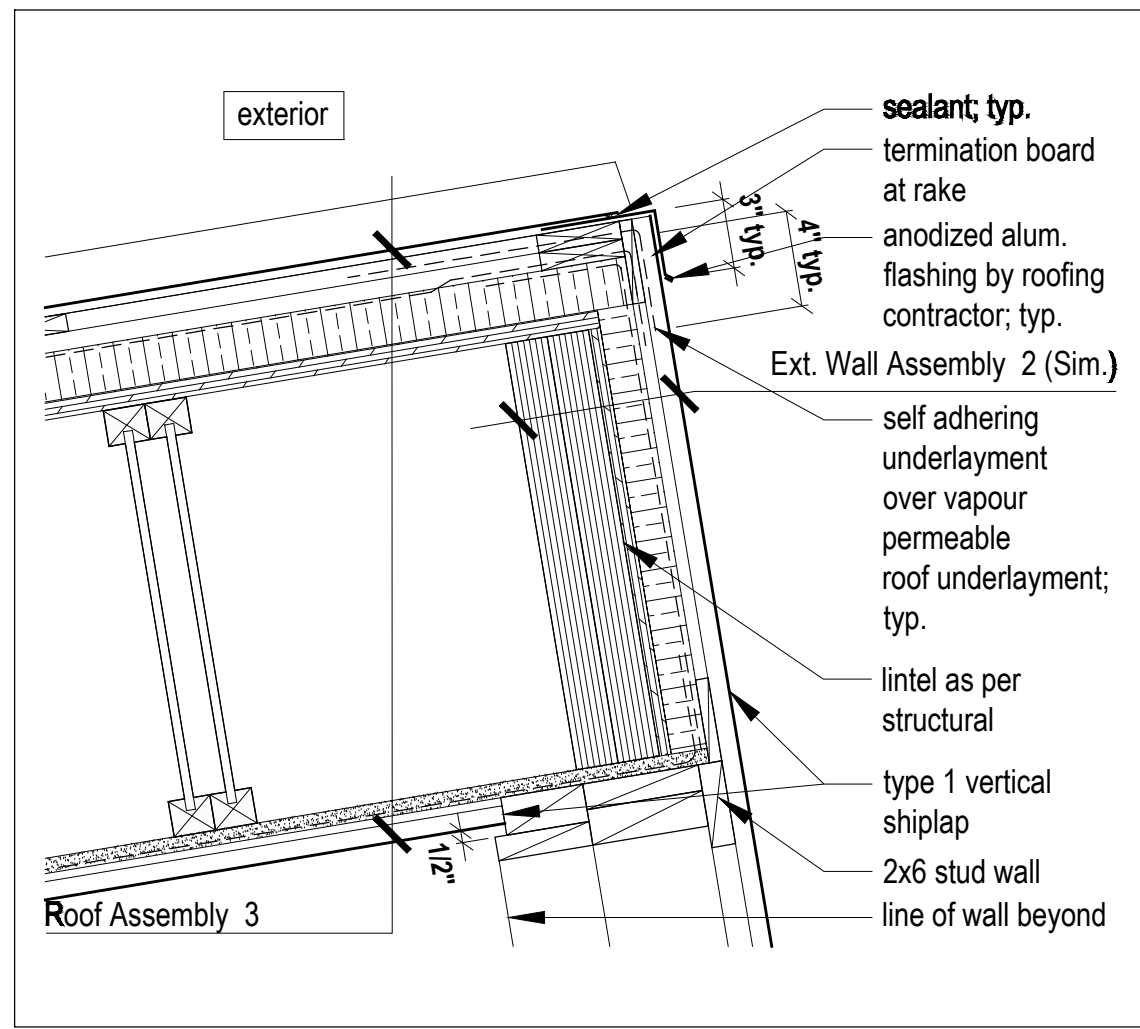 exterior
sealant; typ.
termination board
at rake
3" typ.
4" typ.
anodized alum.
flashing by roofing
contractor; typ.
Ext. Wall Assembly 2 (Sim.)
self adhering
underlayment
over vapour
permeable
roof underlayment;
typ.
lintel as per
structural
type 1 vertical
shiplap
1/2"
2x6 stud wall
Roof Assembly 3
line of wall beyond